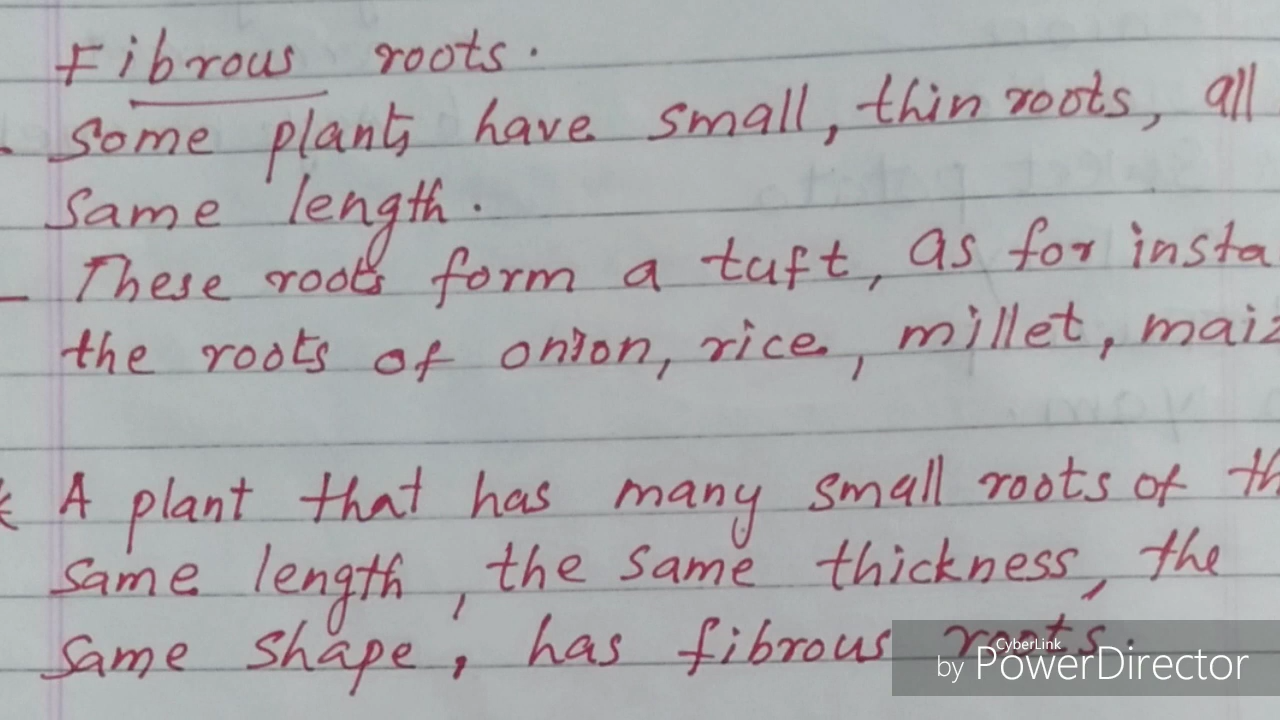 Fibrous roots.
- Some plants have small, thin roots, all
same length.
- These roots form a tuft, as for insta
the roots of onion, rice, millet, maiz
A plant that has many small roots of th
same length, the same thickness, the
same shape, has fibrous roots.
CyberLink
by PowerDirector